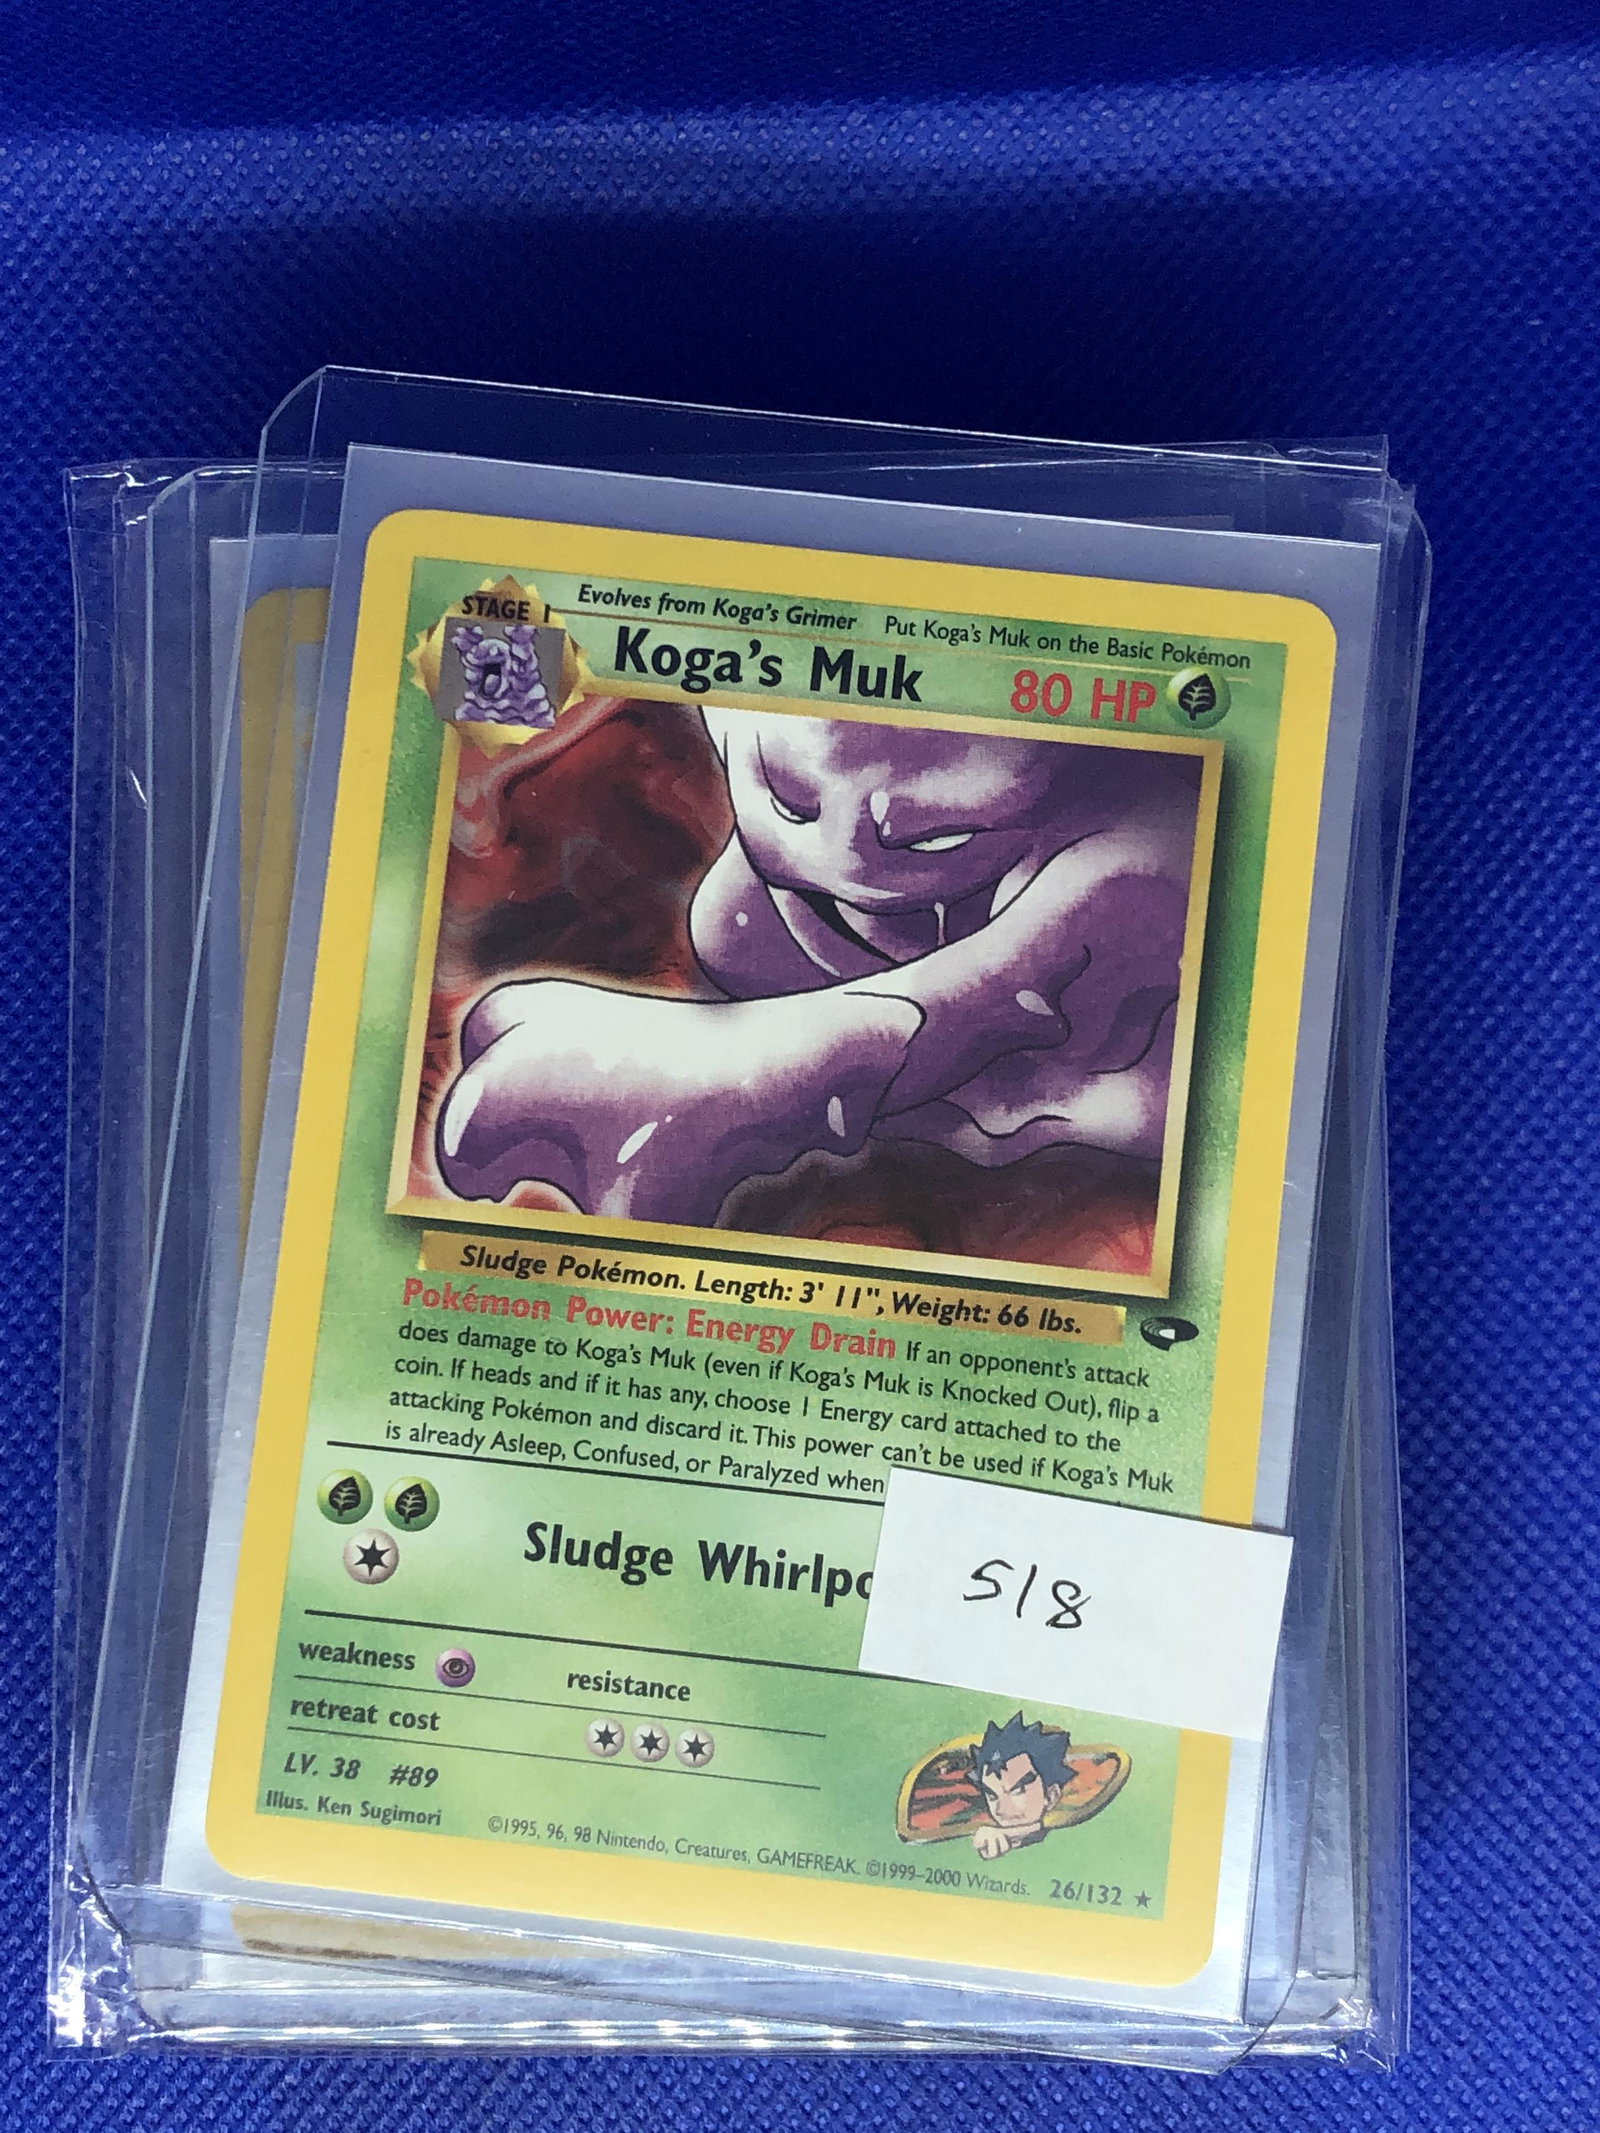 STAGE 1
Evolves from Koga's Grimer Put Koga's Muk on the Basic Pokémon
Koga's Muk 80 HP
Sludge Pokémon. Length: 3' 11", Weight: 66 lbs.
Pokémon Power: Energy Drain If an opponent's attack
does damage to Koga's Muk (even if Koga's Muk is Knocked Out), flip a
coin. If heads and if it has any, choose 1 Energy card attached to the
attacking Pokémon and discard it. This power can't be used if Koga's Muk
is already Asleep, Confused, or Paralyzed when
Sludge Whirlpo
518
weakness
resistance
retreat cost
LV. 38 #89
Illus. Ken Sugimori
©1995, 96, 98 Nintendo, Creatures, GAMEFREAK. ©1999-2000 Wizards. 26/132 ★